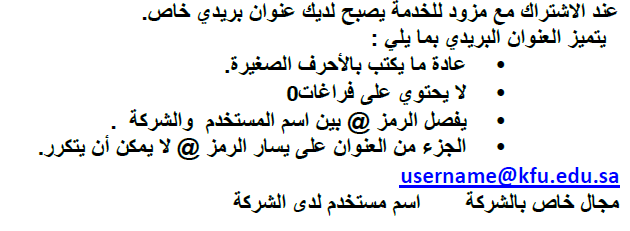 عند الاشتراك مع مزود للخدمة يصبح لديك عنوان بريدي خاص.
يتميز العنوان البريدي بما يلي :
• عادة ما يكتب بالأحرف الصغيرة.
• لا يحتوي على فراغات0
• يفصل الرمز @ بين اسم المستخدم والشركة .
• الجزء من العنوان على يسار الرمز @ لا يمكن أن يتكرر.
username@kfu.edu.sa
مجال خاص بالشركة اسم مستخدم لدى الشركة